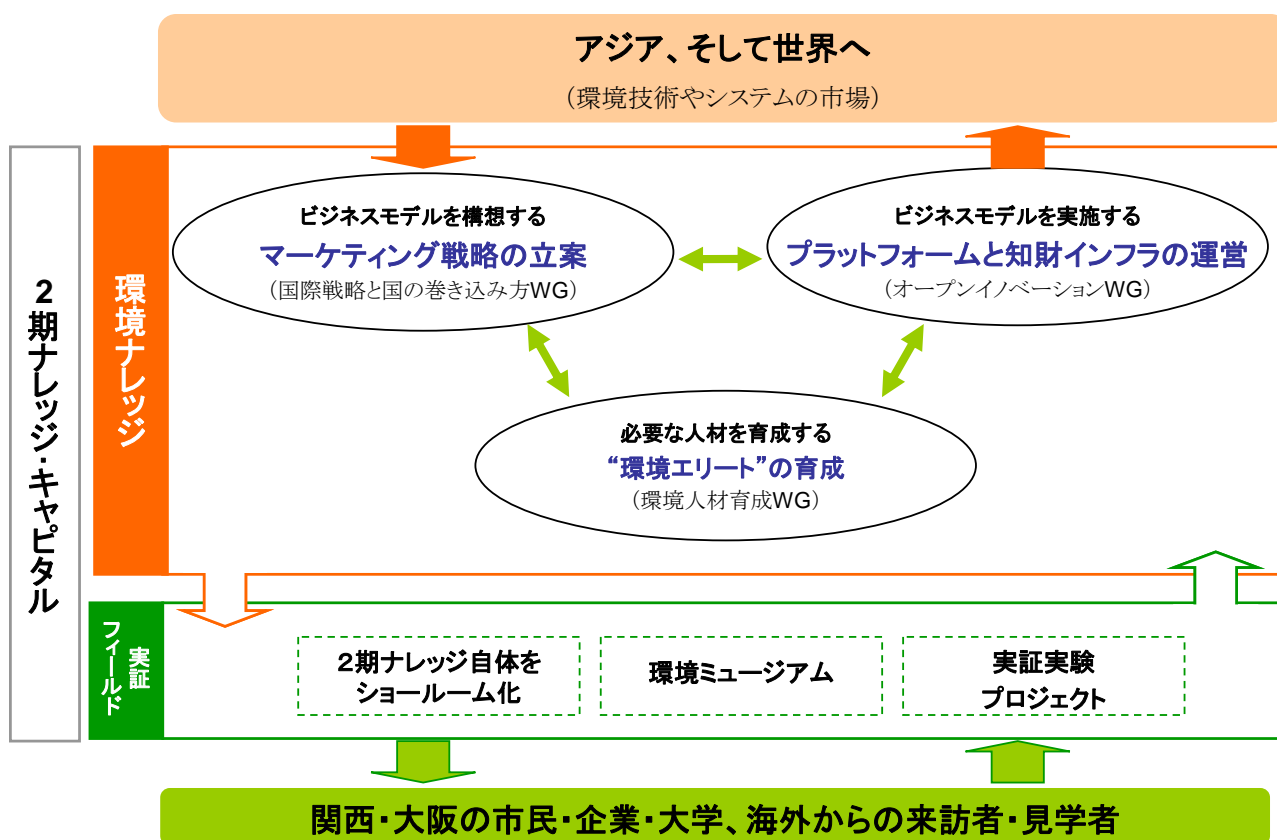 アジア、そして世界へ
（環境技術やシステムの市場）
2期ナレッジ・キャピタル
環境ナレッジ
ビジネスモデルを構想する
マーケティング戦略の立案
（国際戦略と国の巻き込み方WG）
ビジネスモデルを実施する
プラットフォームと知財インフラの運営
（オープンイノベーションWG）
必要な人材を育成する
“環境エリート”の育成
（環境人材育成WG）
実証
フィールド
２期ナレッジ自体を
ショールーム化
環境ミュージアム
実証実験
プロジェクト
関西・大阪の市民・企業・大学、海外からの来訪者・見学者